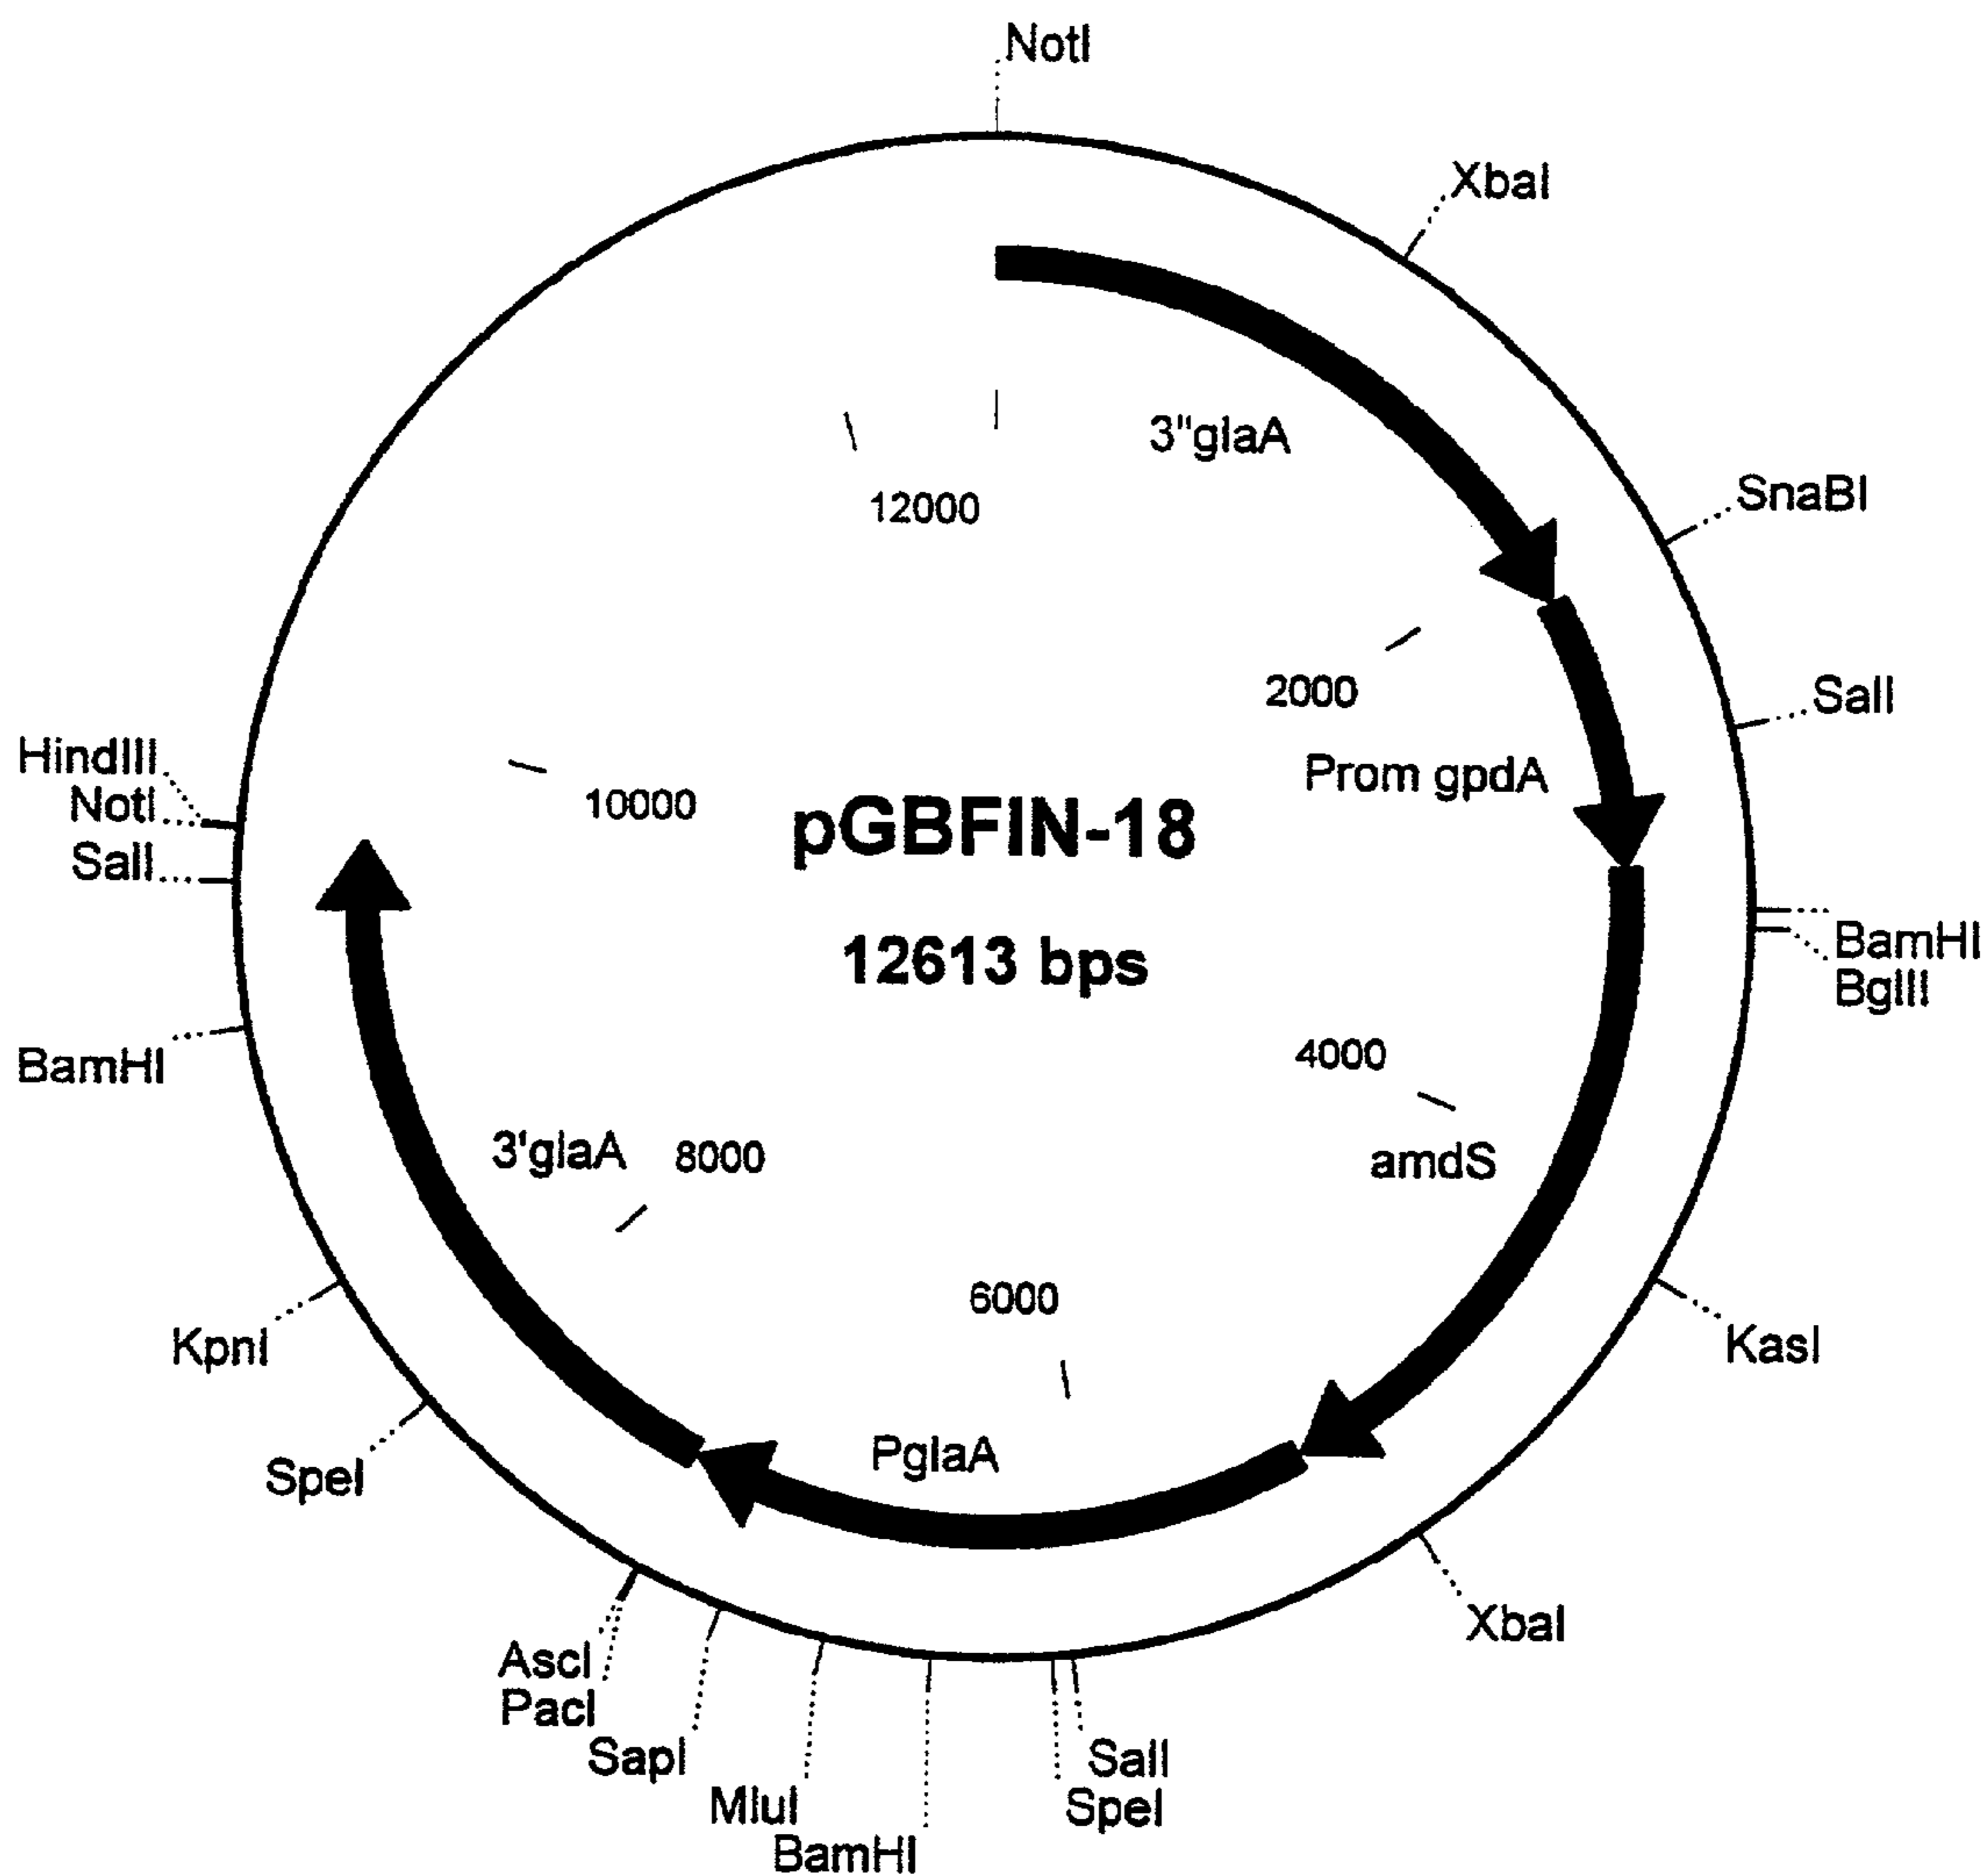 NotI
XbaI
3"glaA
SnaBI
12000
2000
SalI
HindIII
NotI
SalI
Prom gpdA
10000
pGBFIN-18
12613 bps
BamHI
BglII
4000
BamHI
3'glaA
8000
amdS
6000
KpnI
KasI
PglaA
SpeI
XbaI
AscI
PacI
SapI
MluI
BamHI
SalI
SpeI